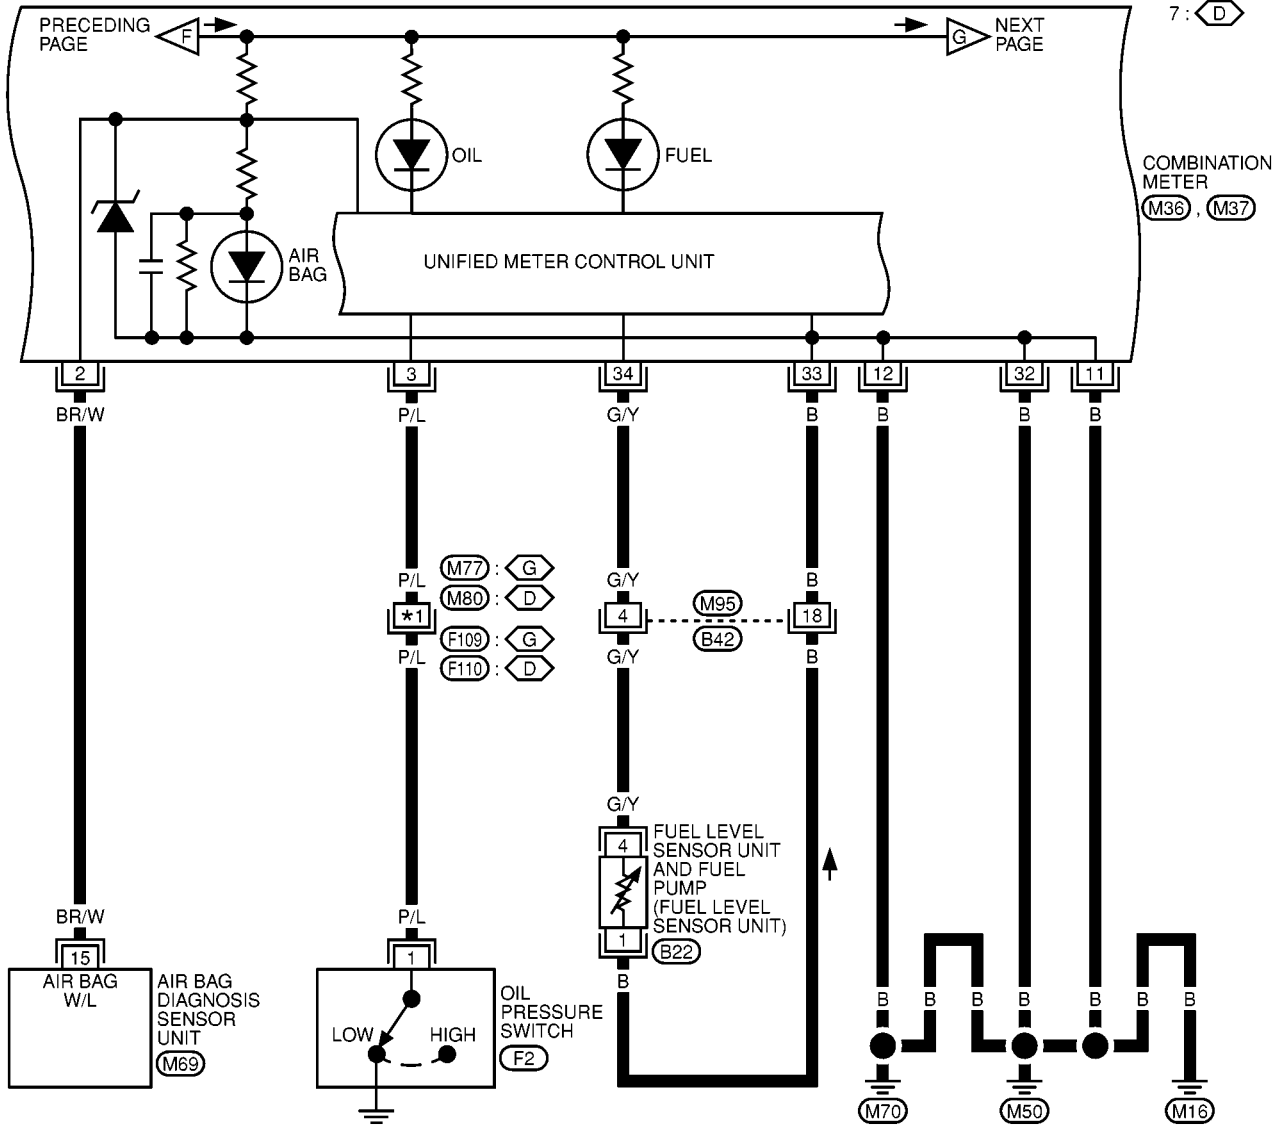 PRECEDING
PAGE
F
G
NEXT
PAGE
7 : D
OIL
FUEL
COMBINATION
METER
M36 , M37
AIR
BAG
UNIFIED METER CONTROL UNIT
2 3 34 33 12 32 11
BR/W P/L G/Y B B B B
M77 : G
P/L G/Y B
M80 : D
*1
4 M95 18
F109 : G
B42
P/L G/Y B
F110 : D
G/Y
4
FUEL LEVEL
SENSOR UNIT
AND FUEL
PUMP
(FUEL LEVEL
SENSOR UNIT)
1
B22
BR/W P/L
15 1
B
AIR BAG
W/L
AIR BAG
DIAGNOSIS
SENSOR
UNIT
M69
LOW HIGH
OIL
PRESSURE
SWITCH
F2
B B B B B B B
M70 M50 M16